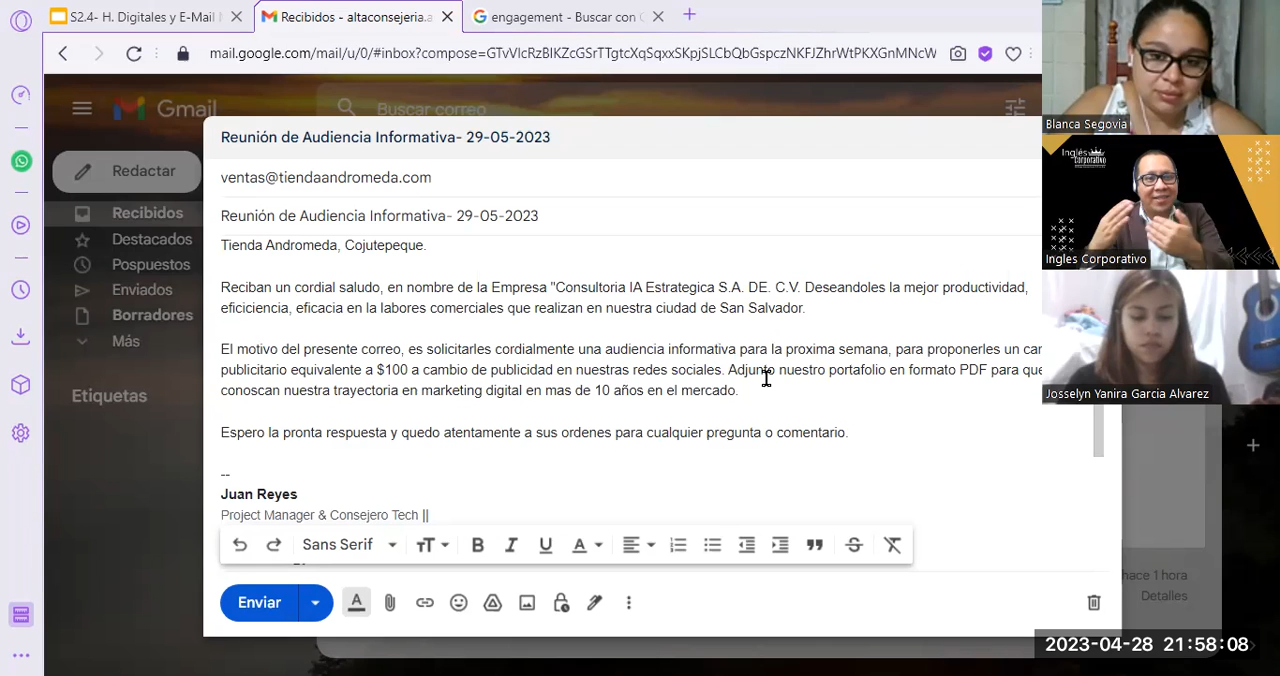 S2.4- H. Digitales y E-Mail
Recibidos - altaconsejeria.a
engagement - Buscar con
mail.google.com/mail/u/0/#inbox?compose=GTvVlcRzBlKZcGSrTTgtcXqSqxxSKpjSLCbQbGspczNKFJZhrWtPKXGnMNcW
Gmail
Buscar correo
Redactar
Recibidos
Destacados
Pospuestos
Enviados
Borradores
Más
Etiquetas
Reunión de Audiencia Informativa- 29-05-2023
ventas@tiendaandromeda.com
Reunión de Audiencia Informativa- 29-05-2023
Tienda Andromeda, Cojutepeque.
Reciban un cordial saludo, en nombre de la Empresa "Consultoria IA Estrategica S.A. DE. C.V. Deseandoles la mejor productividad,
eficiciencia, eficacia en la labores comerciales que realizan en nuestra ciudad de San Salvador.
El motivo del presente correo, es solicitarles cordialmente una audiencia informativa para la proxima semana, para proponerles un can
publicitario equivalente a $100 a cambio de publicidad en nuestras redes sociales. Adjunto nuestro portafolio en formato PDF para que
conoscan nuestra trayectoria en marketing digital en mas de 10 años en el mercado.
Espero la pronta respuesta y quedo atentamente a sus ordenes para cualquier pregunta o comentario.
--
Juan Reyes
Project Manager & Consejero Tech ||
Sans Serif
Enviar
hace 1 hora
Detalles
Blanca Segovia
Inglés
Corporativo
Ingles Corporativo
Josselyn Yanira Garcia Alvarez
2023-04-28 21:58:08